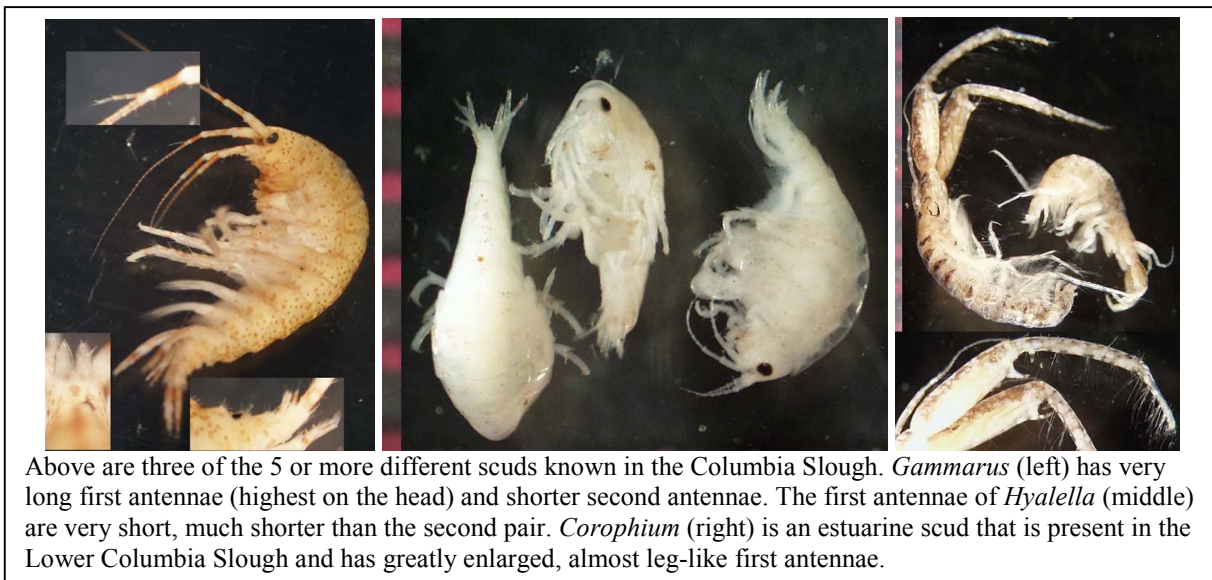 Above are three of the 5 or more different scuds known in the Columbia Slough. Gammarus (left) has very
long first antennae (highest on the head) and shorter second antennae. The first antennae of Hyalella (middle)
are very short, much shorter than the second pair. Corophium (right) is an estuarine scud that is present in the
Lower Columbia Slough and has greatly enlarged, almost leg-like first antennae.